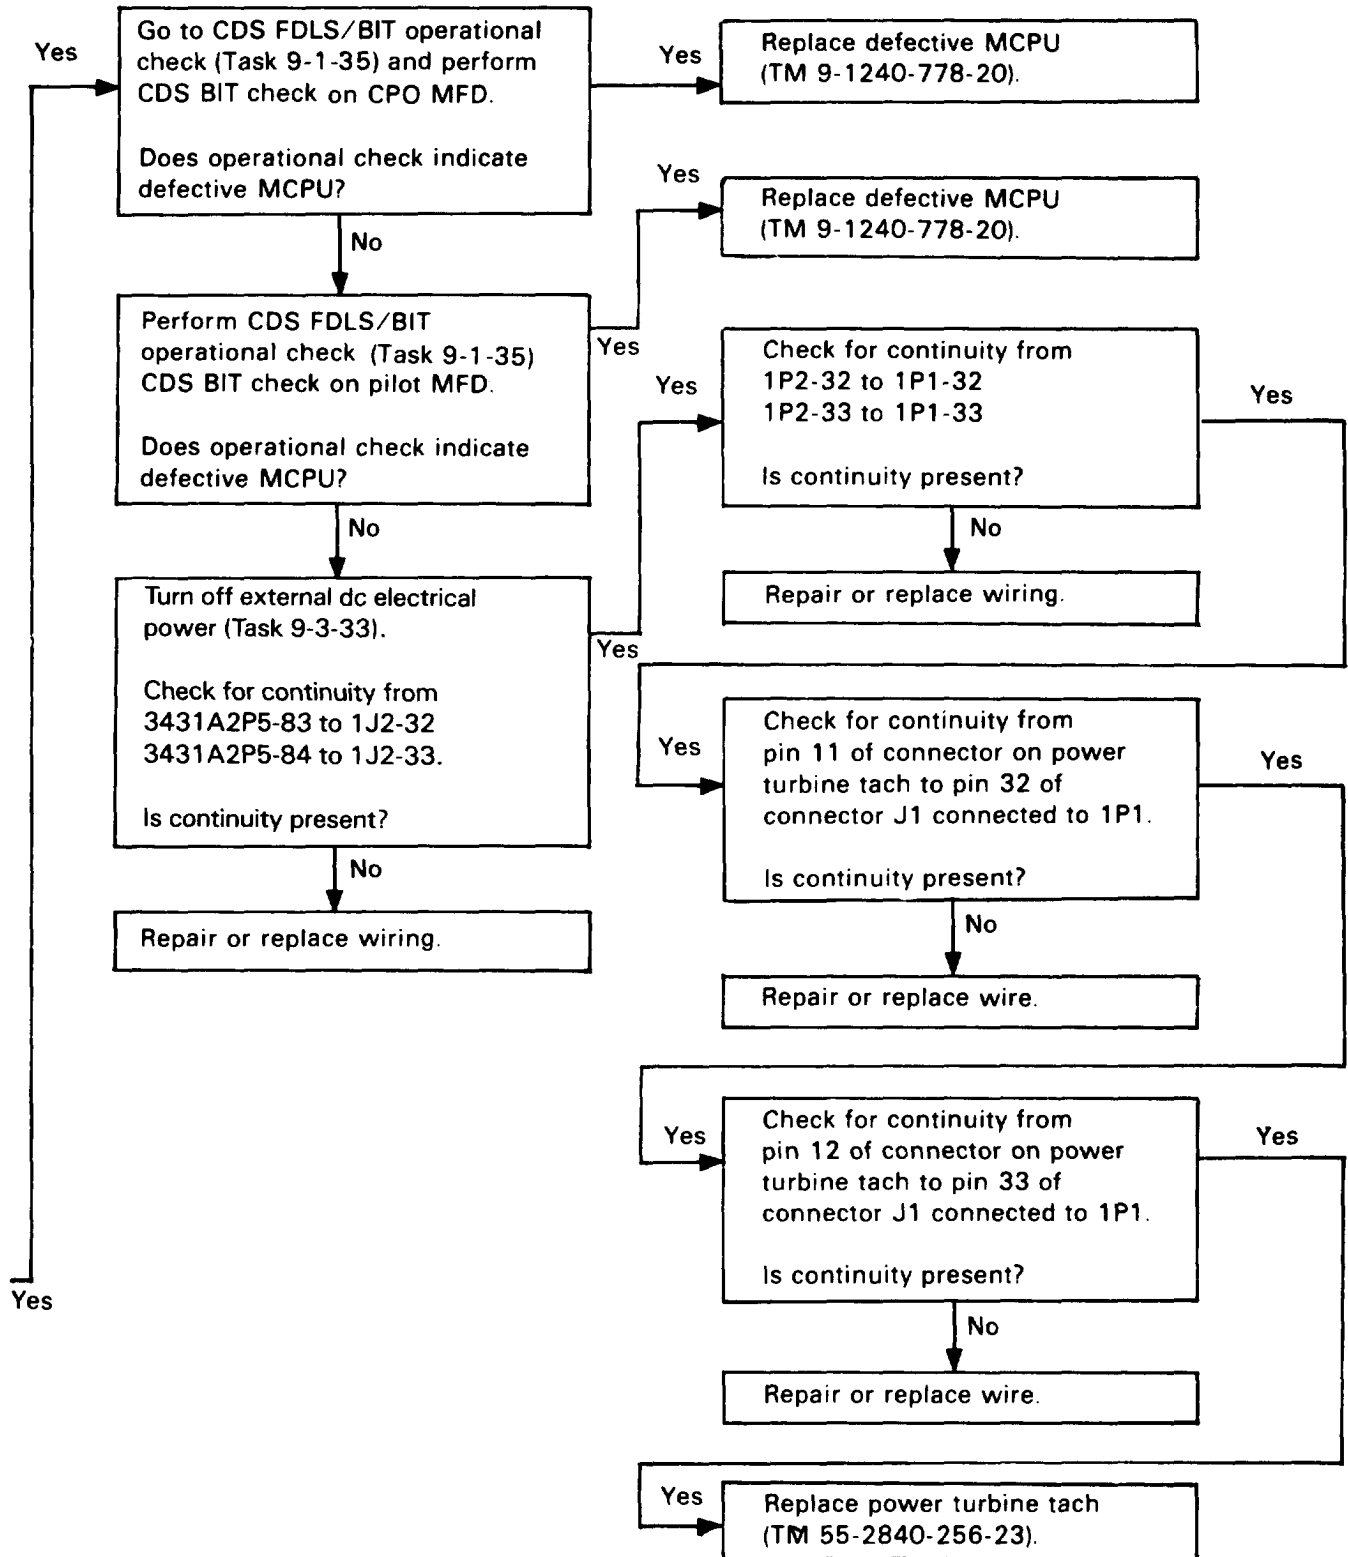 Yes
Go to CDS FDLS/BIT operational
check (Task 9-1-35) and perform
CDS BIT check on CPO MFD.
Does operational check indicate
defective MCPU?
Yes
Replace defective MCPU
(TM 9-1240-778-20).
No
Perform CDS FDLS/BIT
operational check (Task 9-1-35)
CDS BIT check on pilot MFD.
Does operational check indicate
defective MCPU?
Yes
Yes
Replace defective MCPU
(TM 9-1240-778-20).
No
Turn off external dc electrical
power (Task 9-3-33).
Check for continuity from
3431A2P5-83 to 1J2-32
3431A2P5-84 to 1J2-33.
Is continuity present?
Yes
No
Repair or replace wiring.
Yes
Check for continuity from
1P2-32 to 1P1-32
1P2-33 to 1P1-33
Is continuity present?
Yes
No
Repair or replace wiring.
Yes
Check for continuity from
pin 11 of connector on power
turbine tach to pin 32 of
connector J1 connected to 1P1.
Is continuity present?
Yes
No
Repair or replace wire.
Yes
Check for continuity from
pin 12 of connector on power
turbine tach to pin 33 of
connector J1 connected to 1P1.
Is continuity present?
Yes
No
Repair or replace wire.
Yes
Replace power turbine tach
(TM 55-2840-256-23).
Yes